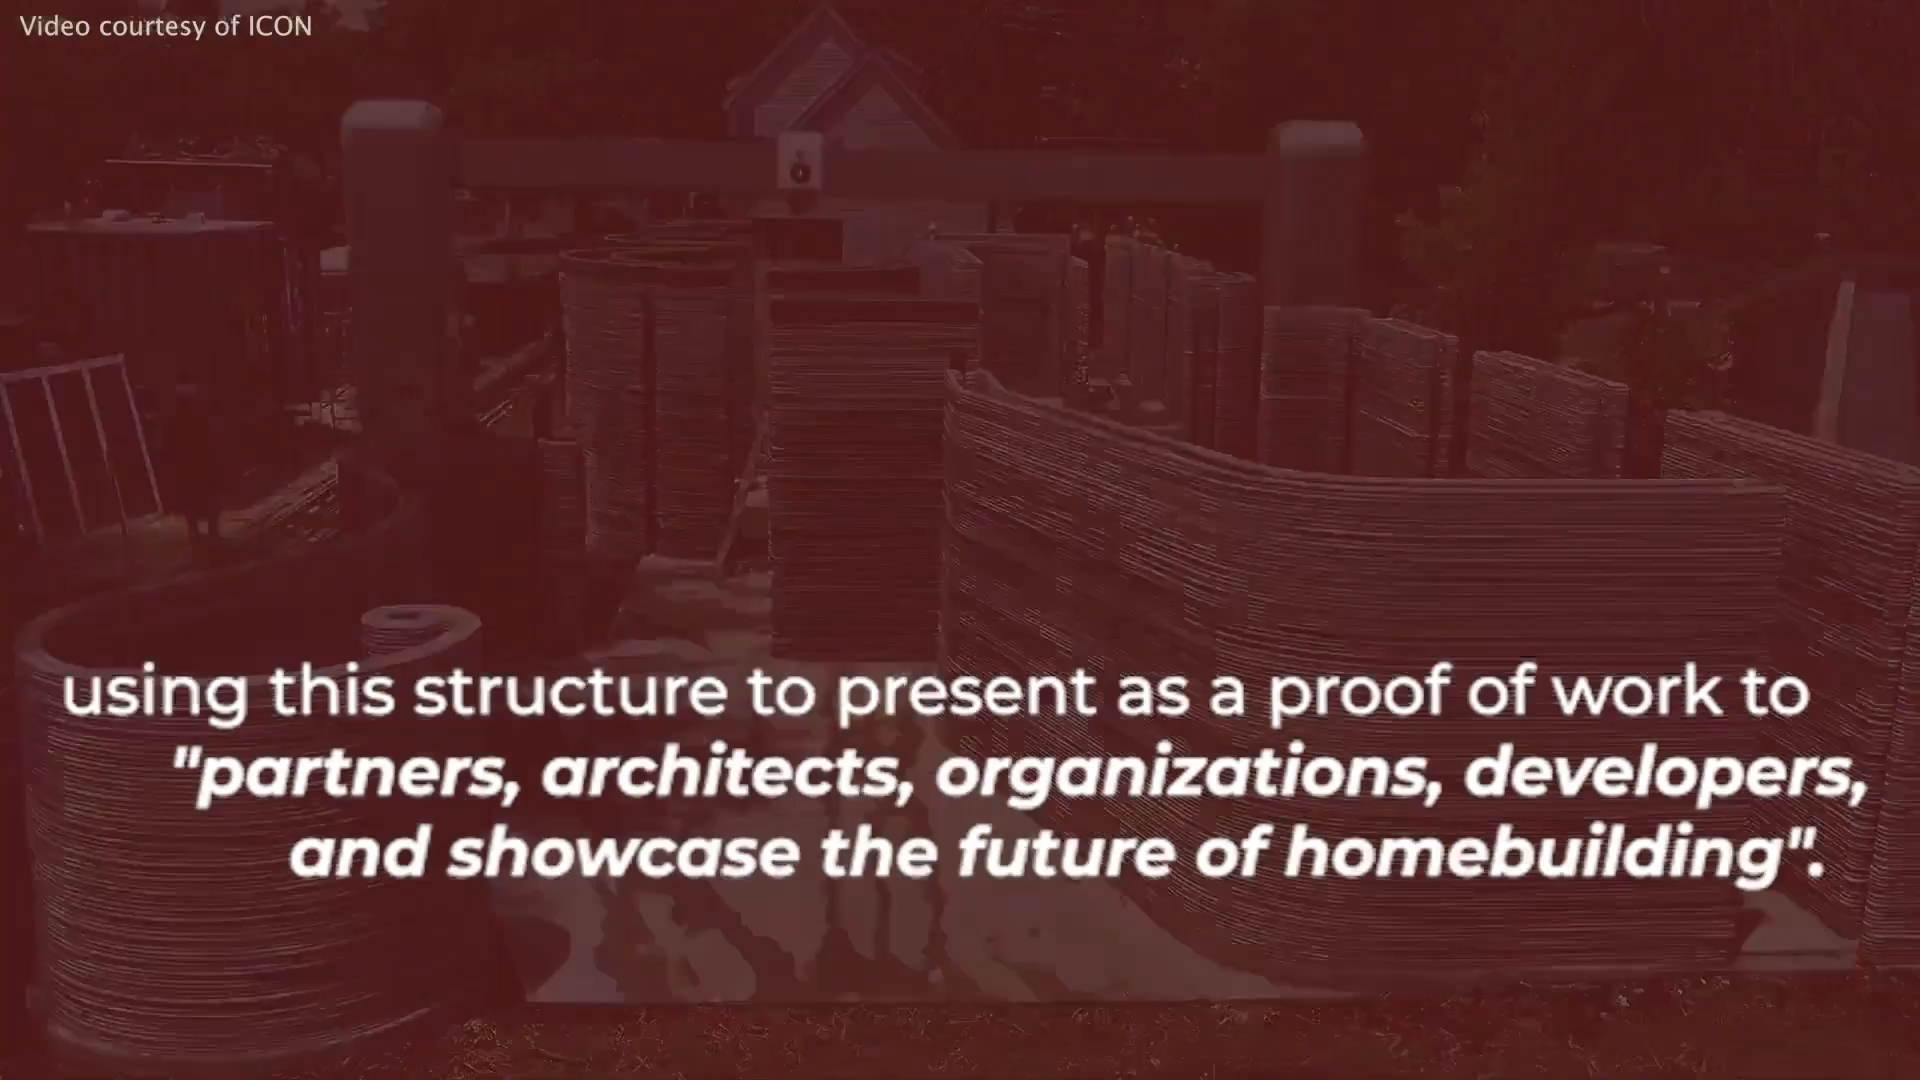 Video courtesy of ICON
using this structure to present as a proof of work to
"partners, architects, organizations, developers,
and showcase the future of homebuilding".